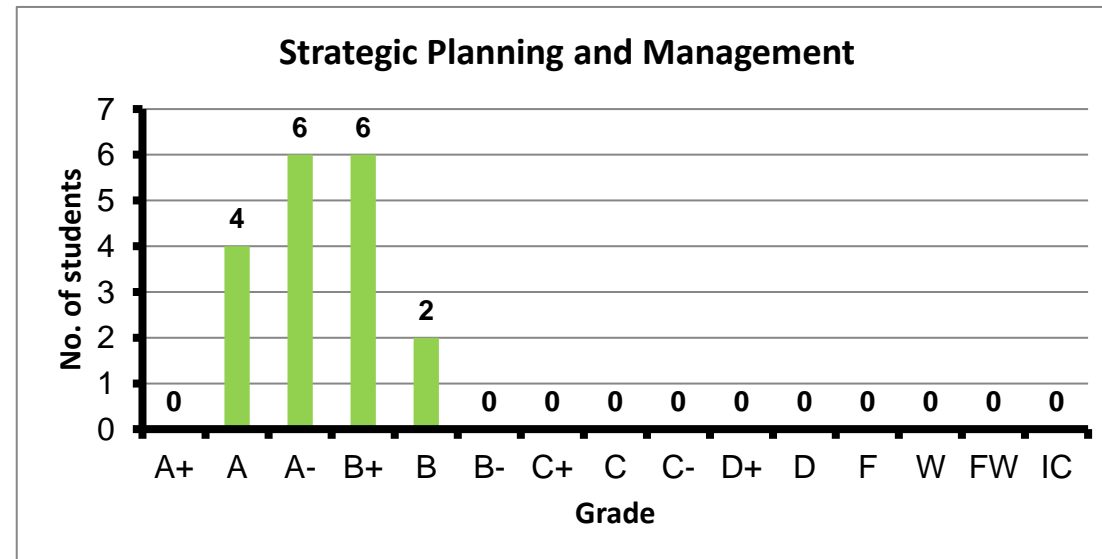 Strategic Planning and Management
No. of students
7
6
5
4
3
2
1
0
0 4 6 6 2 0 0 0 0 0 0 0 0 0 0
A+ A A- B+ B B- C+ C C- D+ D F W FW IC
Grade